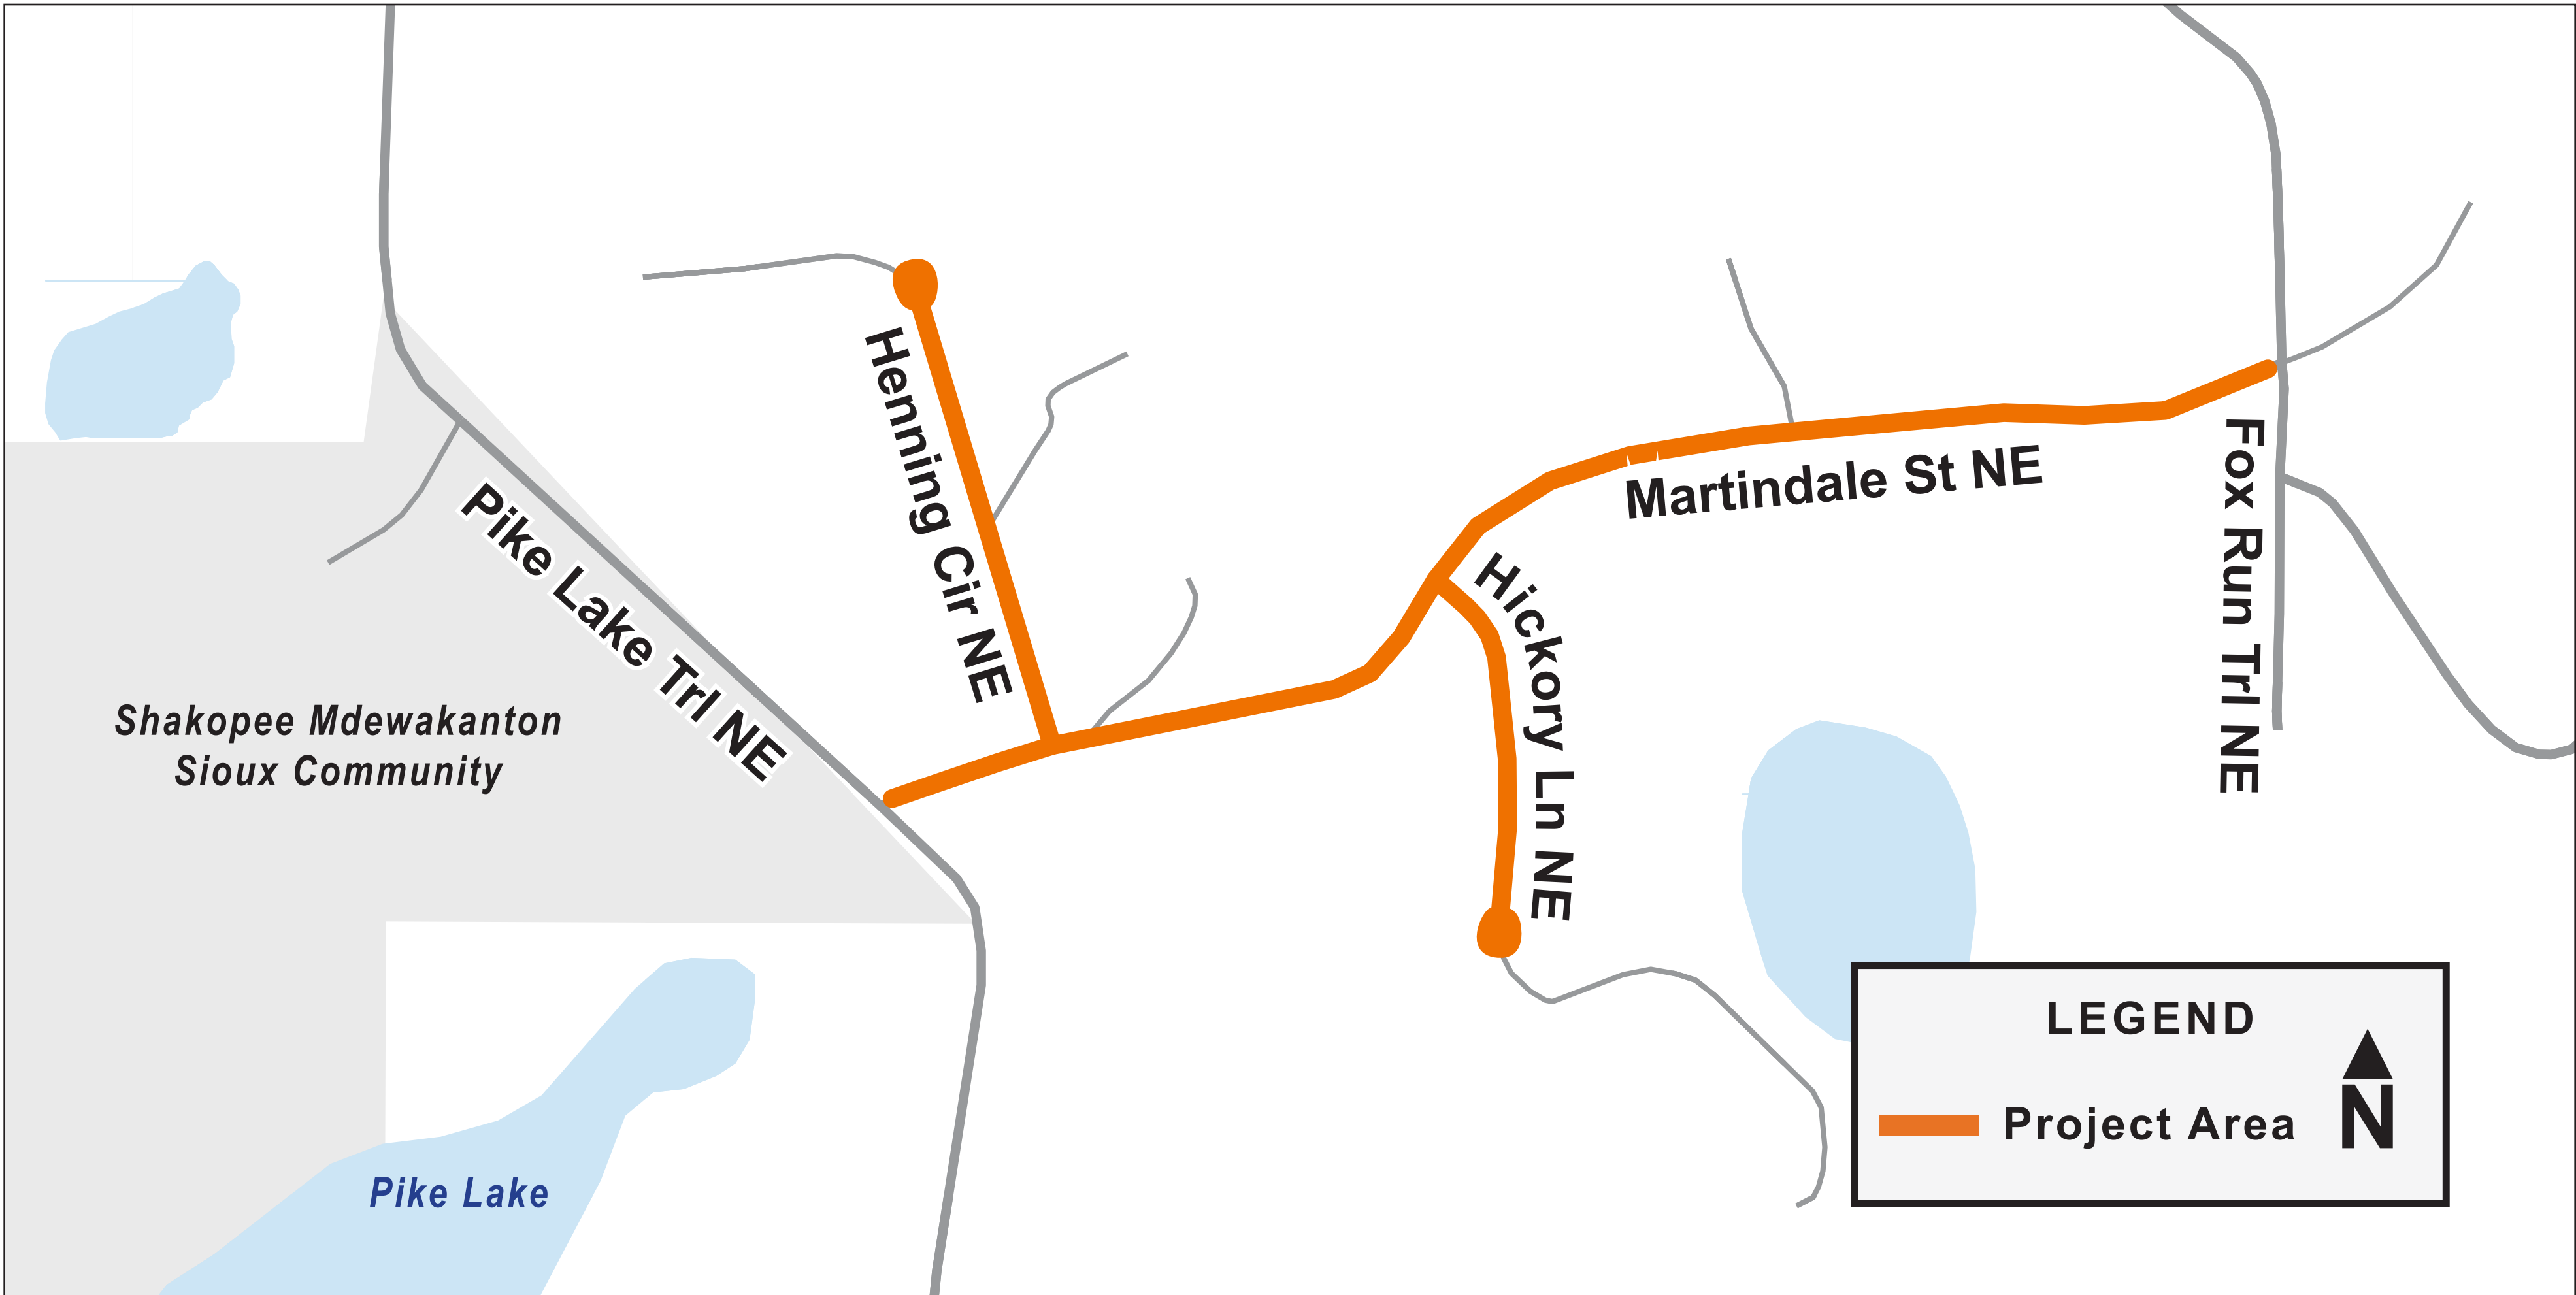 Henning Cir NE
Martindale St NE
Fox Run Trl NE
Pike Lake Trl NE
Hickory Ln NE
Shakopee Mdewakanton
Sioux Community
Pike Lake
LEGEND
Project Area
N